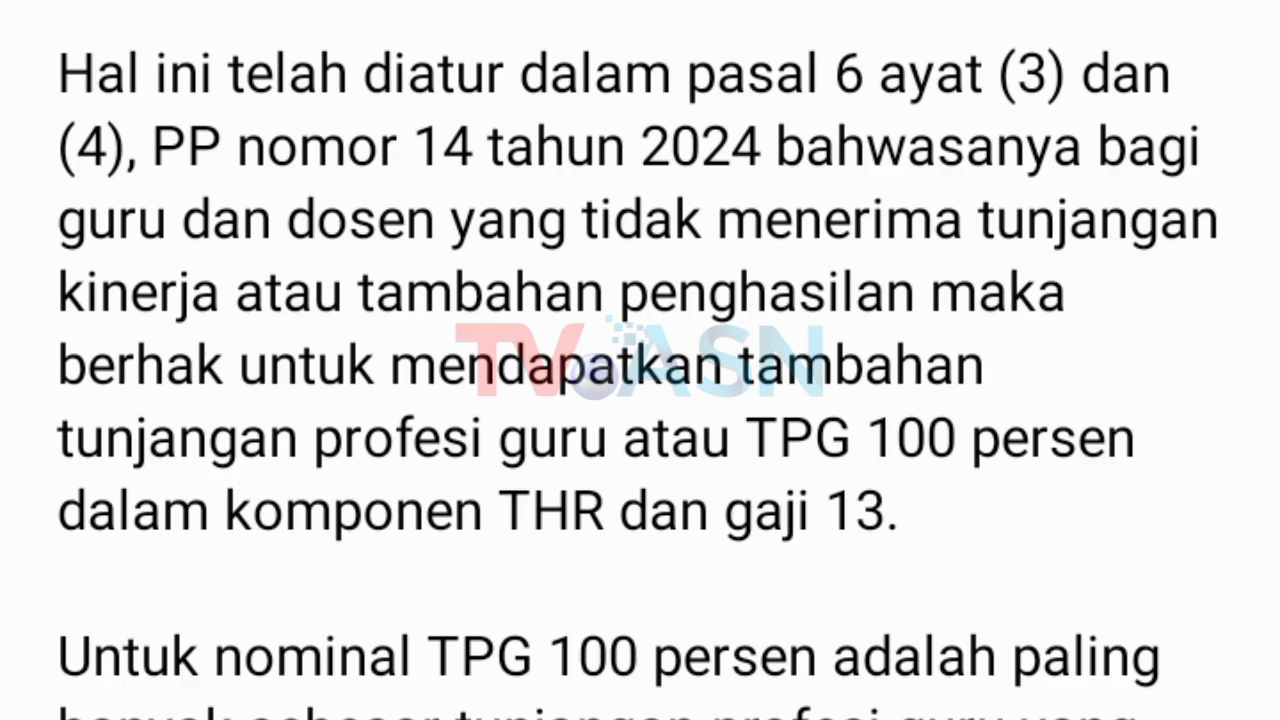 Hal ini telah diatur dalam pasal 6 ayat (3) dan
(4), PP nomor 14 tahun 2024 bahwasanya bagi
guru dan dosen yang tidak menerima tunjangan
kinerja atau tambahan penghasilan maka
TV ASN
berhak untuk mendapatkan tambahan
tunjangan profesi guru atau TPG 100 persen
dalam komponen THR dan gaji 13.
Untuk nominal TPG 100 persen adalah paling